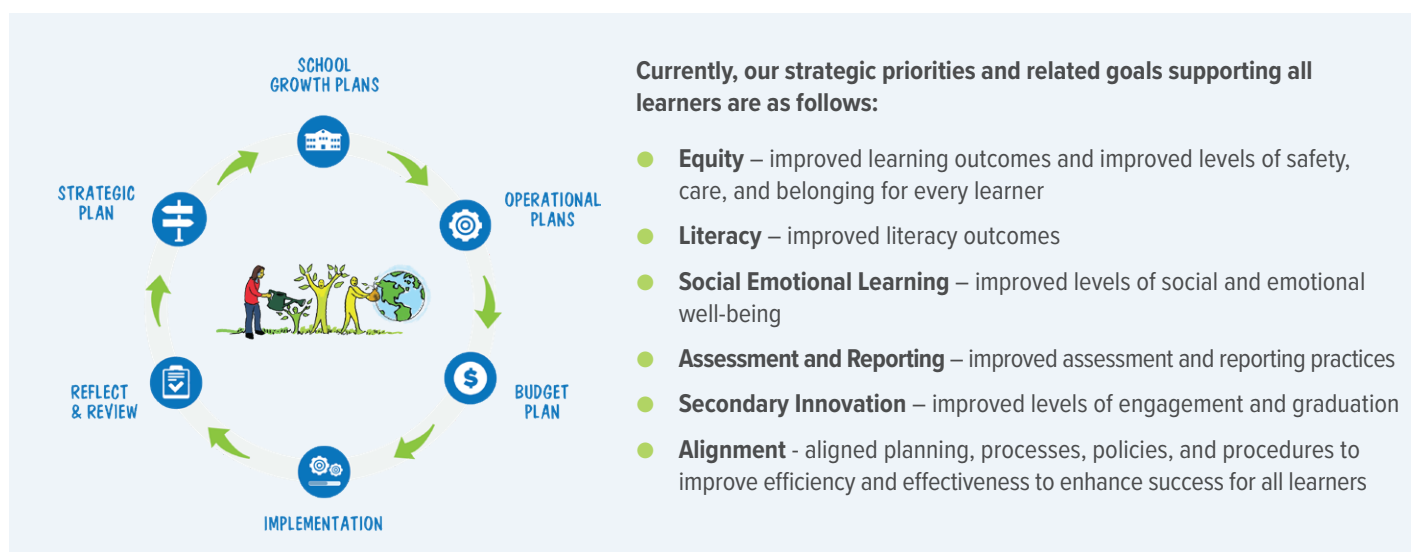 SCHOOL
GROWTH PLANS
OPERATIONAL
PLANS
BUDGET
PLAN
IMPLEMENTATION
REFLECT
& REVIEW
STRATEGIC
PLAN
$
Currently, our strategic priorities and related goals supporting all
learners are as follows:
Equity – improved learning outcomes and improved levels of safety,
care, and belonging for every learner
Literacy – improved literacy outcomes
Social Emotional Learning – improved levels of social and emotional
well-being
Assessment and Reporting – improved assessment and reporting practices
Secondary Innovation – improved levels of engagement and graduation
Alignment - aligned planning, processes, policies, and procedures to
improve efficiency and effectiveness to enhance success for all learners